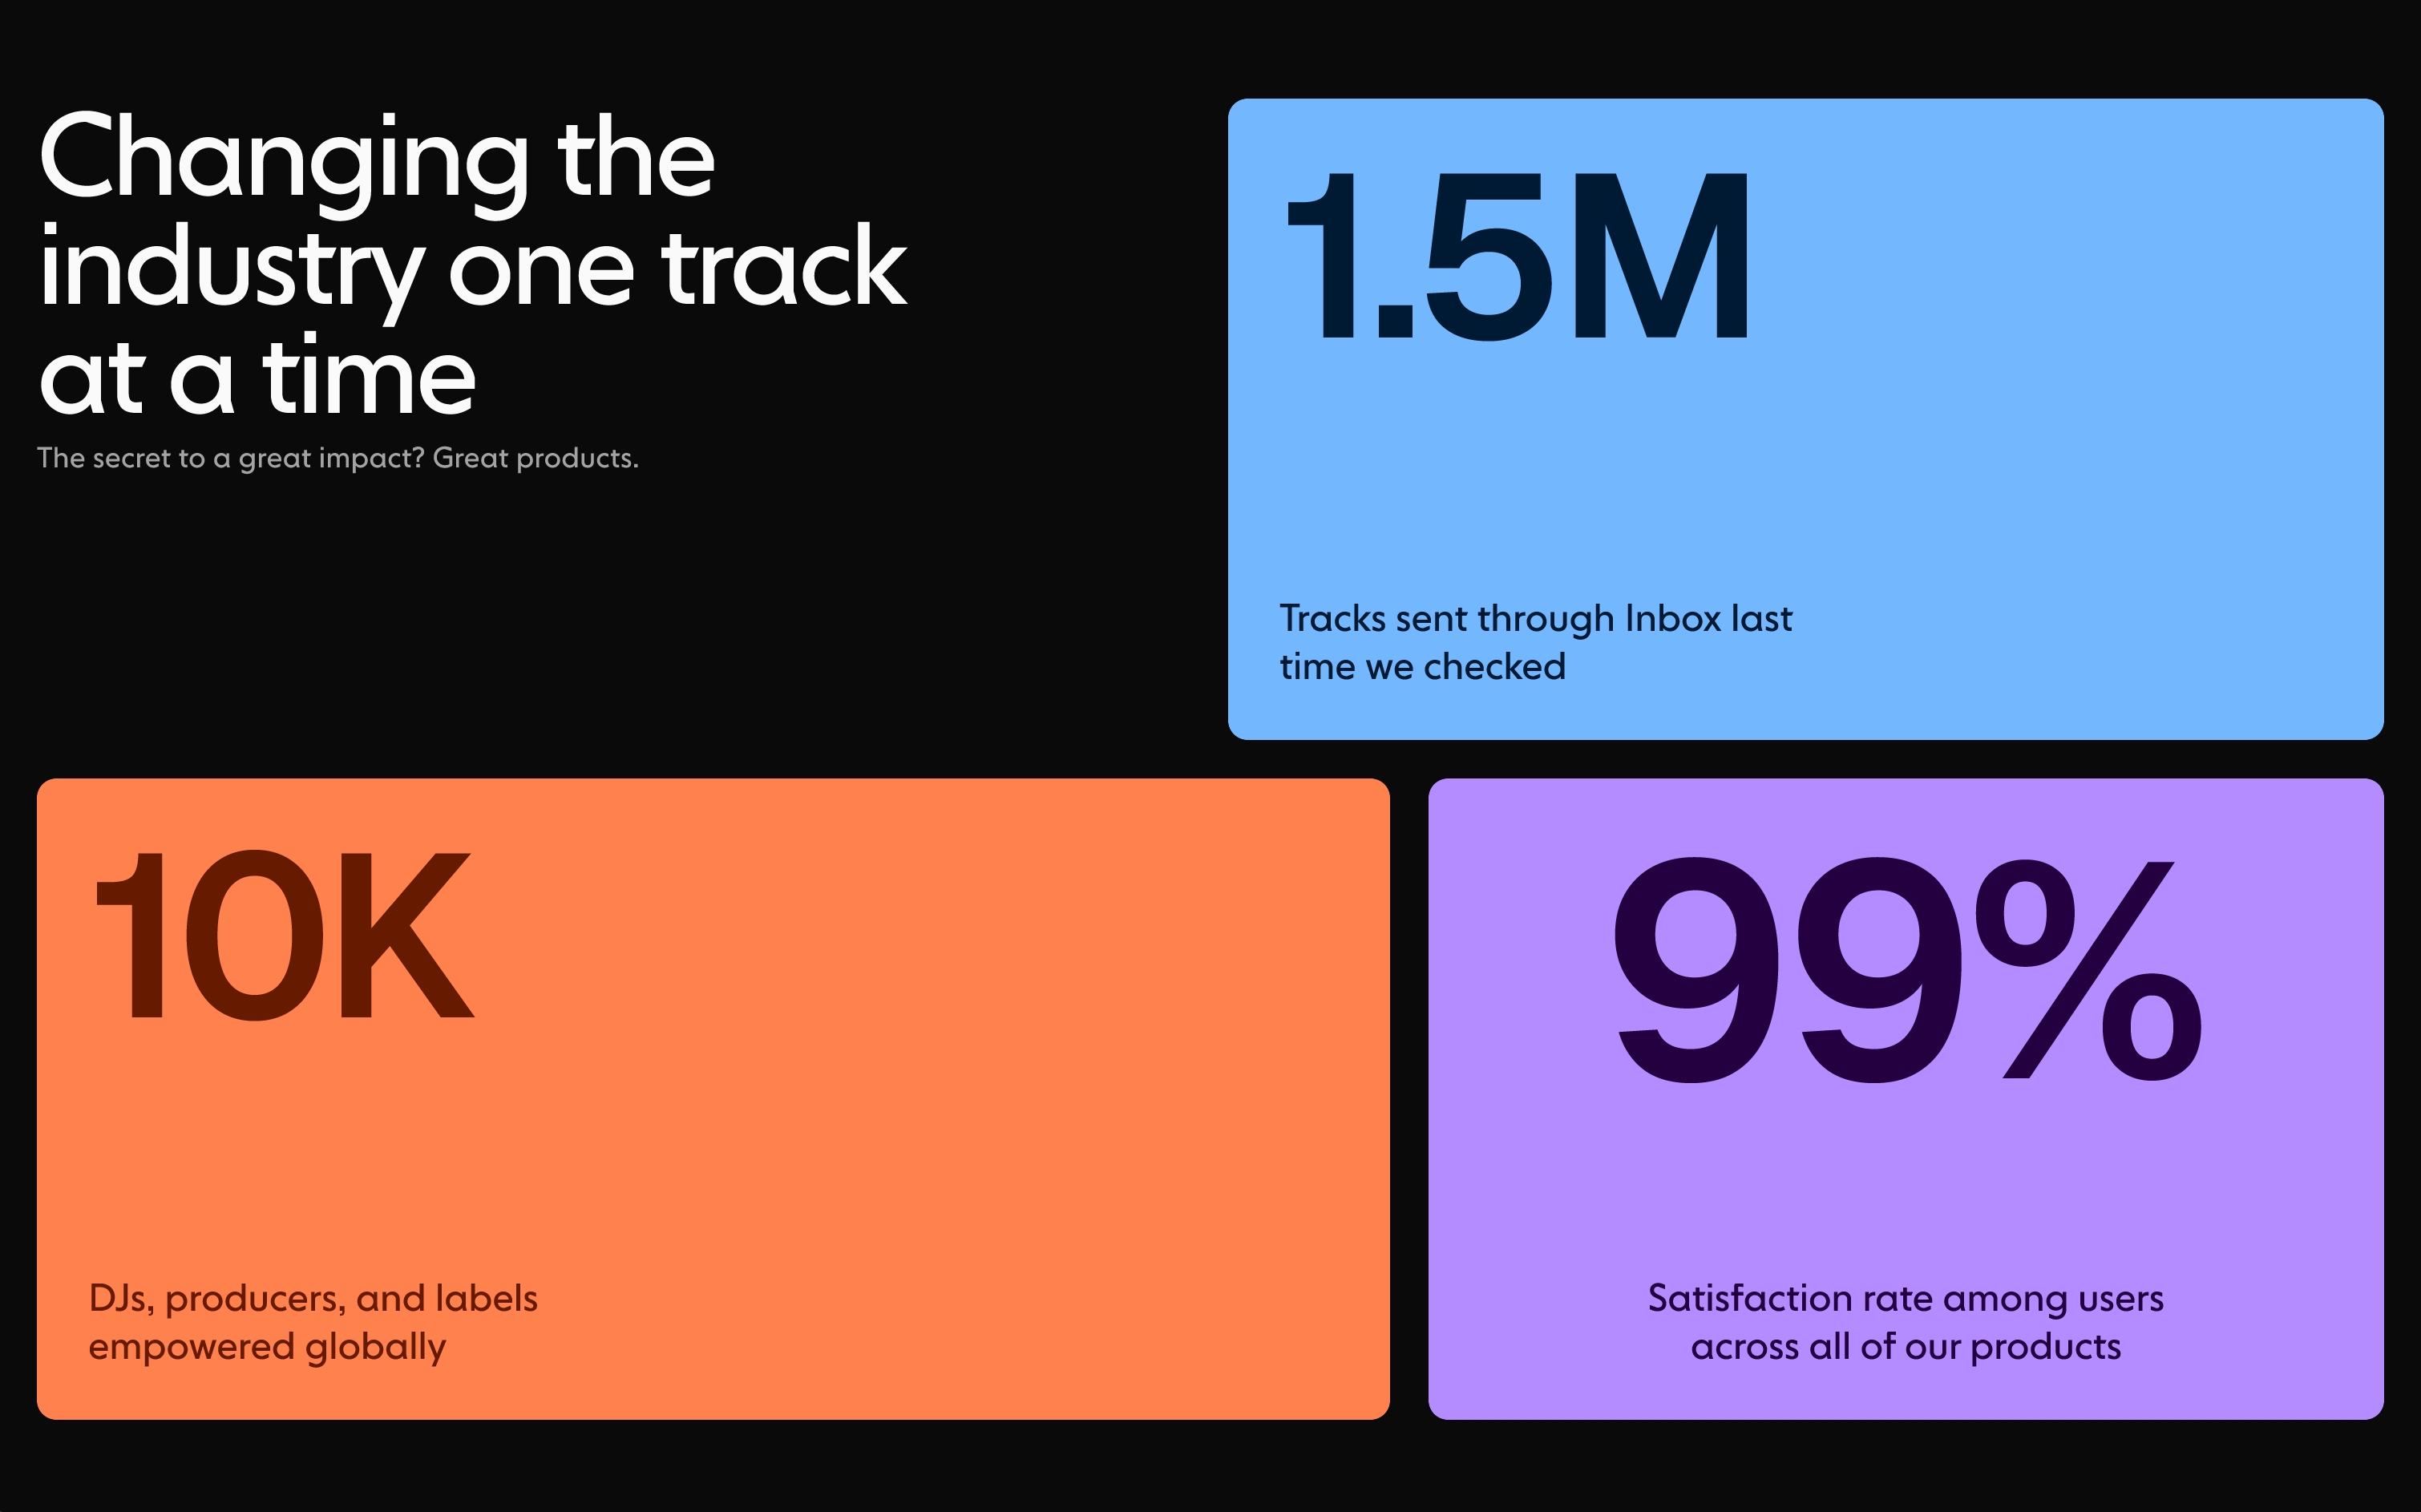 Changing the
industry one track
at a time
The secret to a great impact? Great products.
1.5M
Tracks sent through Inbox last
time we checked
10K
DJs, producers, and labels
empowered globally
99%
Satisfaction rate among users
across all of our products